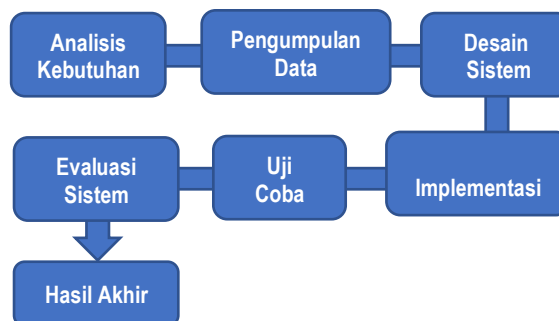 Analisis
Kebutuhan
Pengumpulan
Data
Desain
Sistem
Implementasi
Uji
Coba
Evaluasi
Sistem
Hasil Akhir